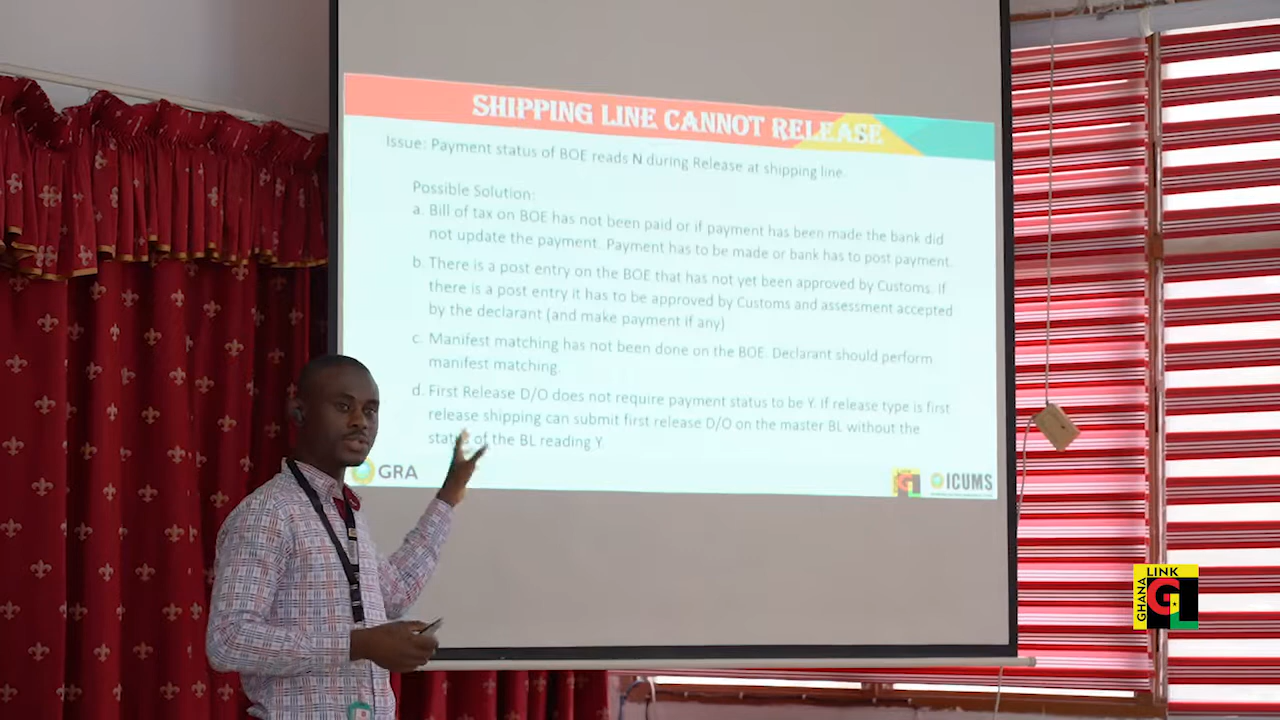 SHIPPING LINE CANNOT RELEASE
Issue: Payment status of BOE reads N during Release at shipping line.
Possible Solution:
a. Bill of tax on BOE has not been paid or if payment has been made the bank did
not update the payment. Payment has to be made or bank has to post payment.
b. There is a post entry on the BOE that has not yet been approved by Customs. If
there is a post entry it has to be approved by Customs and assessment accepted
by the declarant (and make payment if any)
c. Manifest matching has not been done on the BOE. Declarant should perform
manifest matching.
d. First Release D/O does not require payment status to be Y. If release type is first
release shipping can submit first release D/O on the master BL without the
status of the BL reading Y.
GRA
LINK
GL
ICUMS
GHANA
LINK
GL